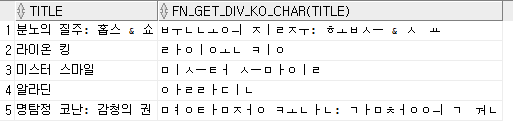 TITLE FN_GET_DIV_KO_CHAR(TITLE)
1 분노의 질주: 홉스 & 쇼 ㅂㅜㄴㄴㅗㅇㅢ ㅈㅣㄹㅈㅜ: ㅎㅗㅂㅅㅡ & ㅅ ㅛ
2 라이온 킹 ㄹㅏㅇㅣㅇㅗㄴ ㅋㅣㅇ
3 미스터 스마일 ㅁㅣㅅㅡㅌㅓ ㅅㅡㅁㅏㅇㅣㄹ
4 알라딘 ㅇㅏㄹㄹㅏㄷㅣㄴ
5 명탐정 코난: 감청의 권 ㅁㅕㅇㅌㅏㅁㅈㅓㅇ ㅋㅗㄴㅏㄴ: ㄱㅏㅁㅊㅓㅇㅇㅢ ㄱ ㅝㄴ